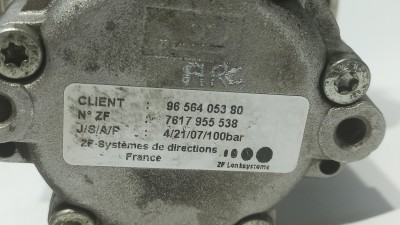 CLIENT : 96 564 053 80
N° ZF : 7617 955 538
J/S/A/P : 4/21/07/100bar
ZF-Systèmes de directions
France
ZF Lenksysteme